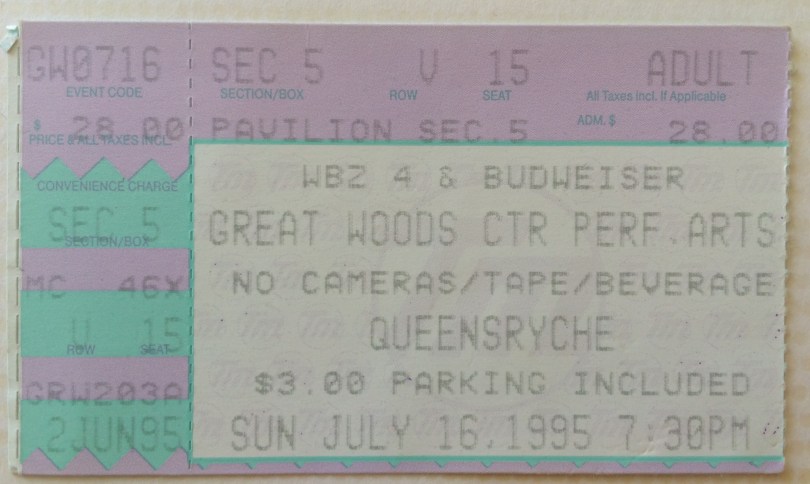 GW0716 SEC 5 V 15 ADULT
EVENT CODE SECTION/BOX ROW SEAT All Taxes Incl. If Applicable
$ 28.00 PAVILION SEC.5 ADM. $ 28.00
PRICE & ALL TAXES INCL.
WBZ 4 & BUDWEISER
CONVENIENCE CHARGE
SEC 5 GREAT WOODS CTR PERF.ARTS
SECTION/BOX
MC 46X NO CAMERAS/TAPE/BEVERAGE
V 15 QUEENSRYCHE
ROW SEAT
GRW203A $3.00 PARKING INCLUDED
2JUN95 SUN JULY 16,1995 7:30PM